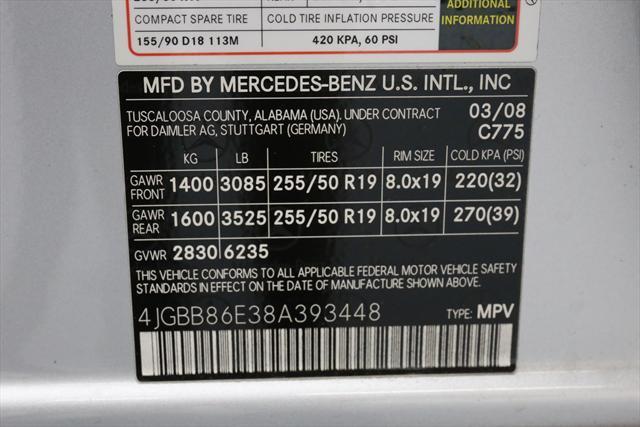 COMPACT SPARE TIRE COLD TIRE INFLATION PRESSURE
ADDITIONAL
INFORMATION
155/90 D18 113M 420 KPA, 60 PSI
MFD BY MERCEDES-BENZ U.S. INTL., INC
TUSCALOOSA COUNTY, ALABAMA (USA). UNDER CONTRACT 03/08
FOR DAIMLER AG, STUTTGART (GERMANY) C775
KG LB TIRES RIM SIZE COLD KPA (PSI)
GAWR
FRONT 1400 3085 255/50 R19 8.0x19 220(32)
GAWR
REAR 1600 3525 255/50 R19 8.0x19 270(39)
GVWR 2830 6235
THIS VEHICLE CONFORMS TO ALL APPLICABLE FEDERAL MOTOR VEHICLE SAFETY
STANDARDS IN EFFECT ON THE DATE OF MANUFACTURE SHOWN ABOVE.
4JGBB86E38A393448 TYPE: MPV